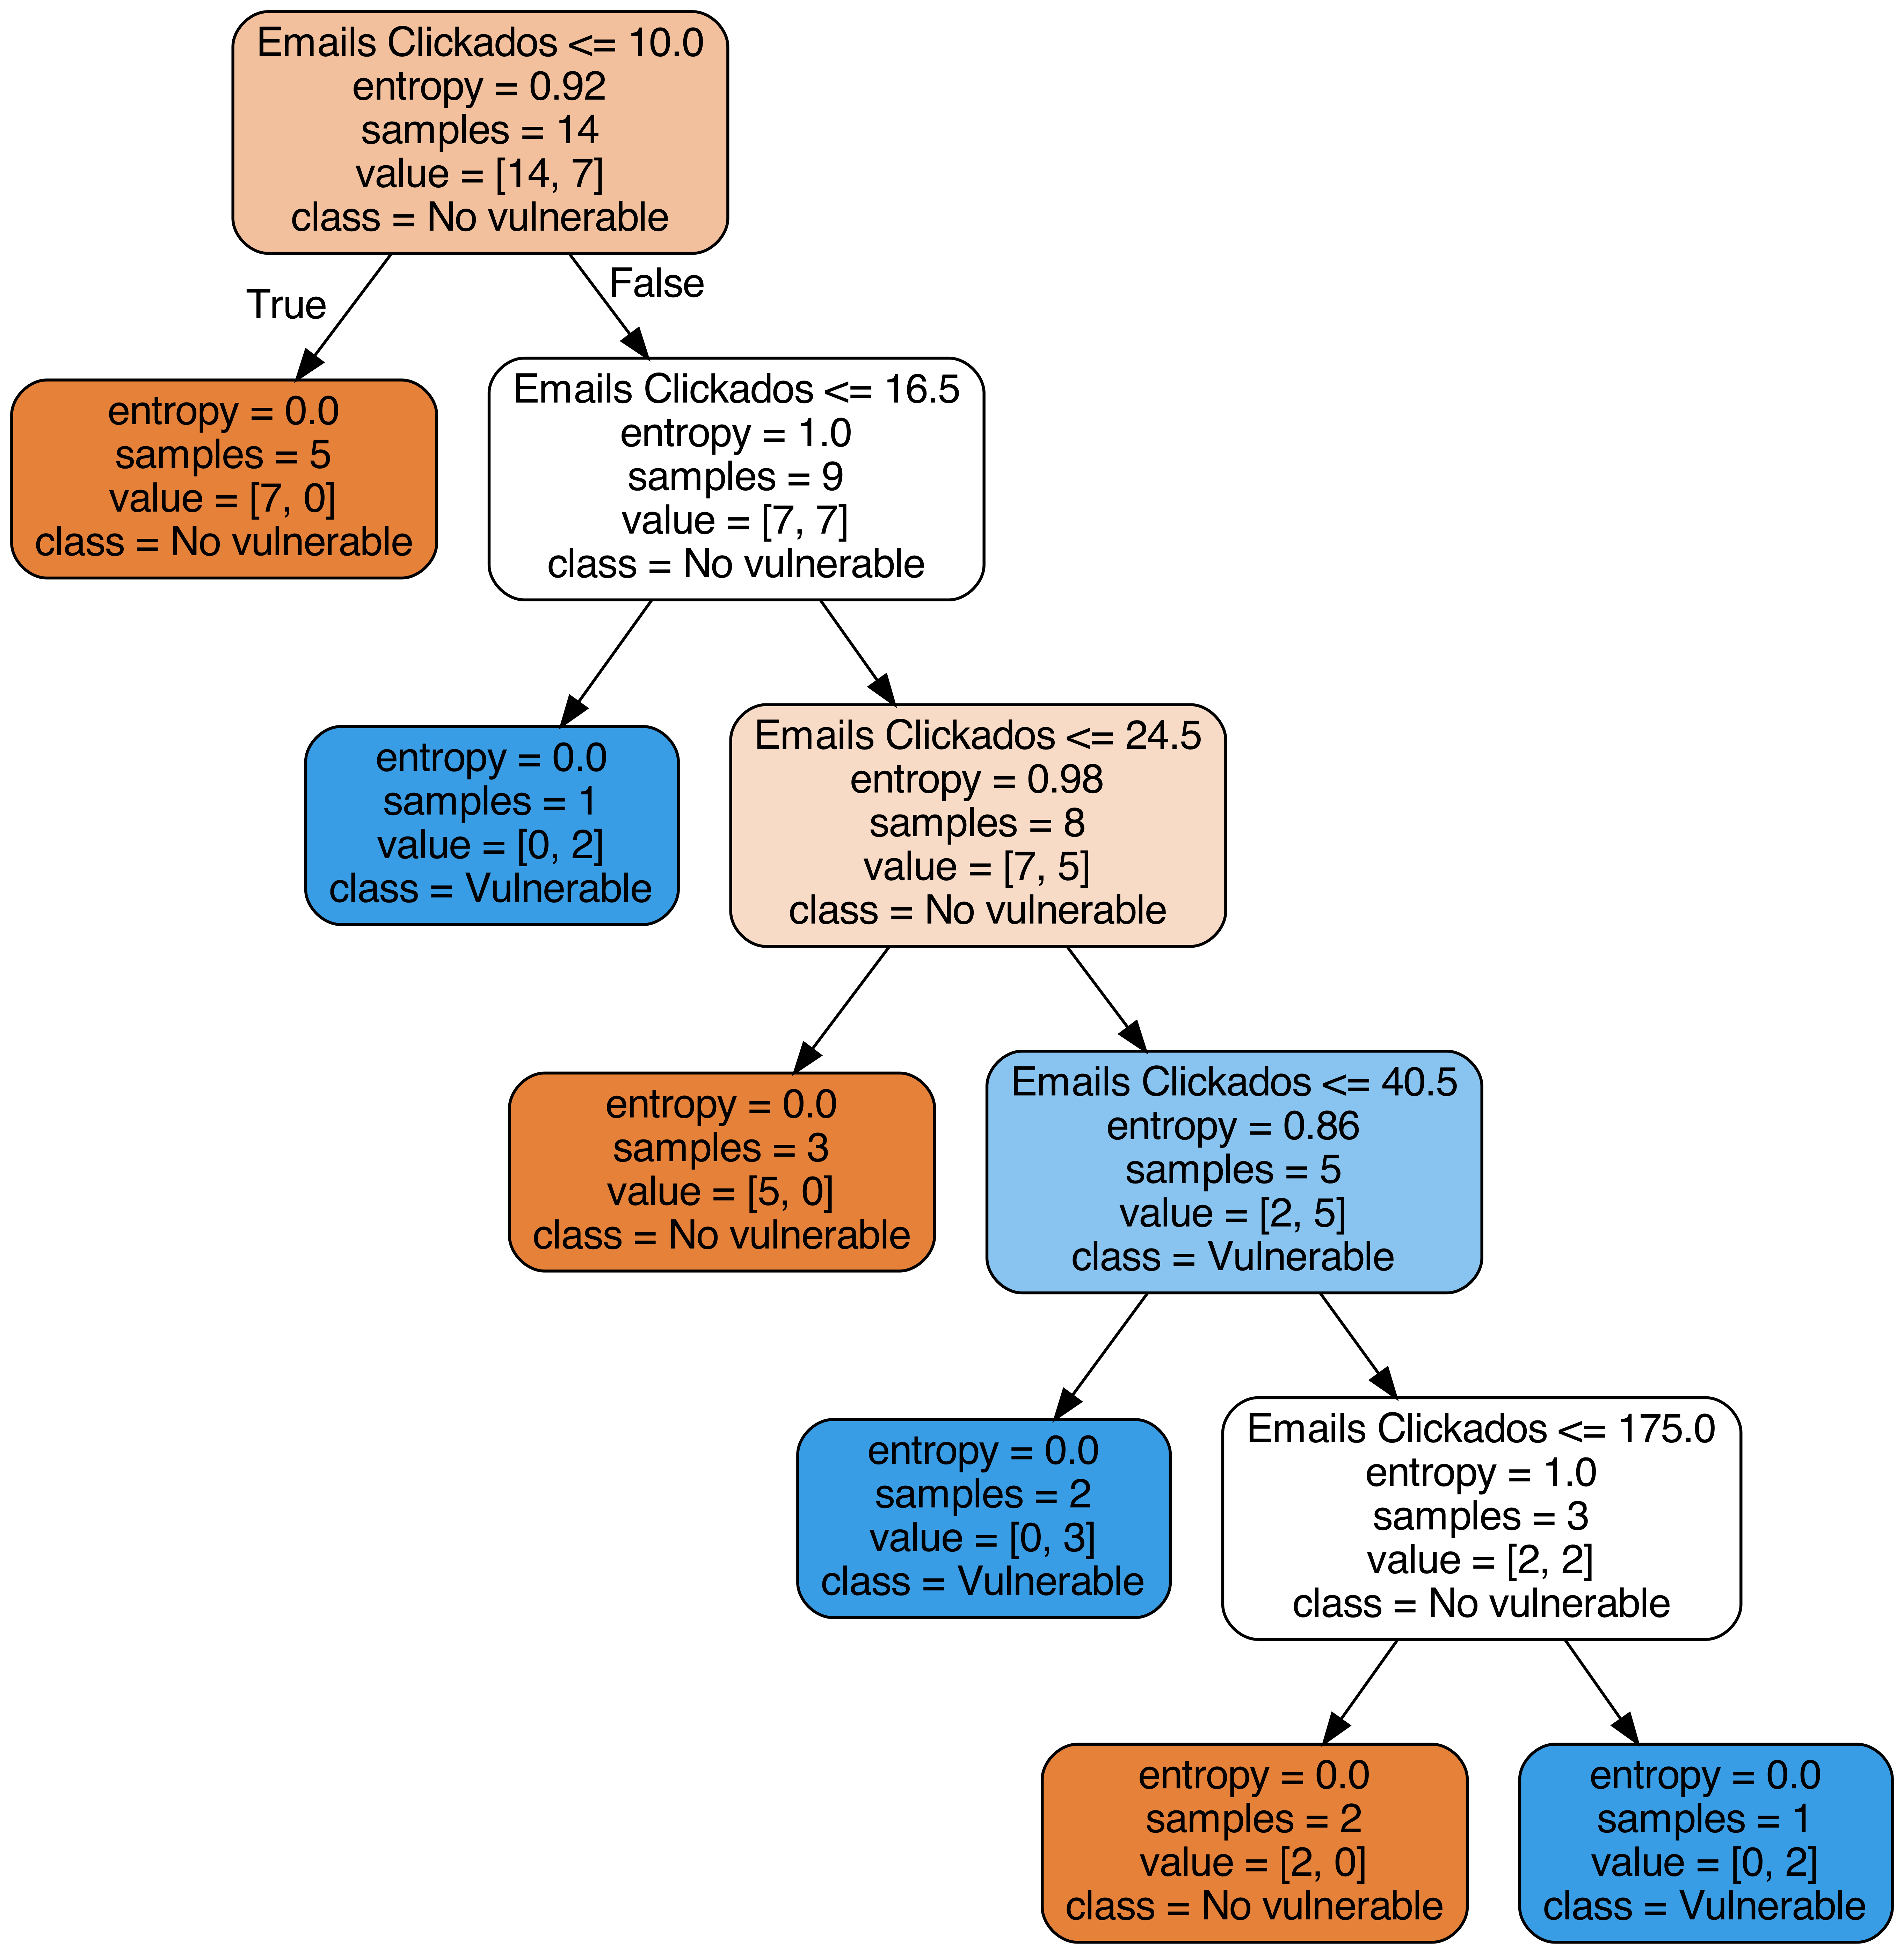 Emails Clickados <= 10.0
entropy = 0.92
samples = 14
value = [14, 7]
class = No vulnerable
True
False
entropy = 0.0
samples = 5
value = [7, 0]
class = No vulnerable
Emails Clickados <= 16.5
entropy = 1.0
samples = 9
value = [7, 7]
class = No vulnerable
entropy = 0.0
samples = 1
value = [0, 2]
class = Vulnerable
Emails Clickados <= 24.5
entropy = 0.98
samples = 8
value = [7, 5]
class = No vulnerable
entropy = 0.0
samples = 3
value = [5, 0]
class = No vulnerable
Emails Clickados <= 40.5
entropy = 0.86
samples = 5
value = [2, 5]
class = Vulnerable
entropy = 0.0
samples = 2
value = [0, 3]
class = Vulnerable
Emails Clickados <= 175.0
entropy = 1.0
samples = 3
value = [2, 2]
class = No vulnerable
entropy = 0.0
samples = 2
value = [2, 0]
class = No vulnerable
entropy = 0.0
samples = 1
value = [0, 2]
class = Vulnerable